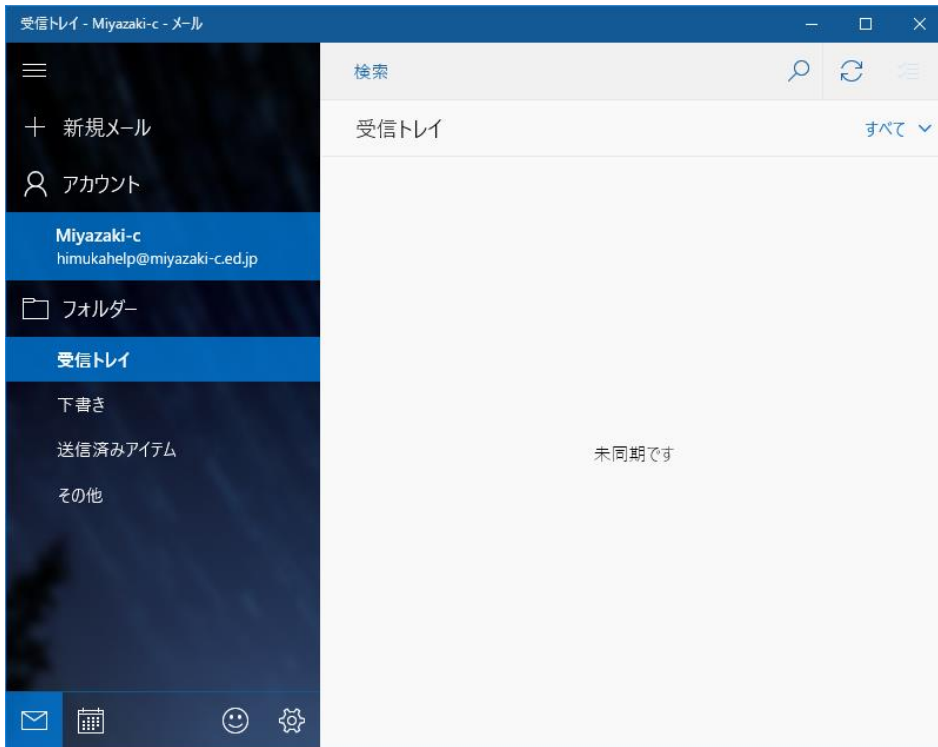 受信トレイ - Miyazaki-c - メール
新規メール
アカウント
Miyazaki-c
himukahelp@miyazaki-c.ed.jp
フォルダー
受信トレイ
下書き
送信済みアイテム
その他
検索
受信トレイ
すべて
未同期です